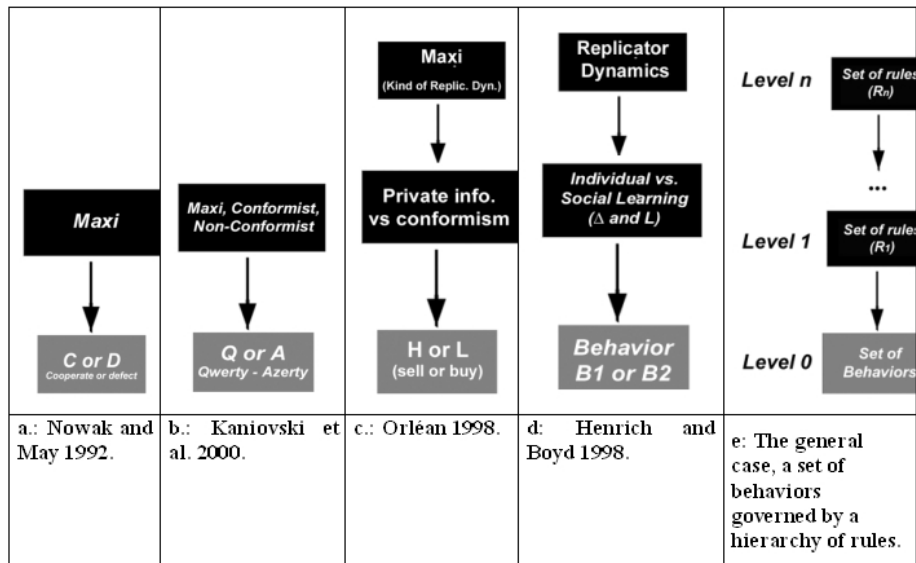 Maxi
C or D
Cooperate or defect
a.: Nowak and
May 1992.
Maxi, Conformist,
Non-Conformist
Q or A
Qwerty - Azerty
b.: Kaniovski et
al. 2000.
Maxi
(Kind of Replic. Dyn.)
Private info.
vs conformism
H or L
(sell or buy)
c.: Orléan 1998.
Replicator
Dynamics
Individual vs.
Social Learning
(Δ and L)
Behavior
B1 or B2
d: Henrich and
Boyd 1998.
Level n
Set of rules
(Rn)
...
Level 1
Set of rules
(R1)
Level 0
Set of
Behaviors
e: The general
case, a set of
behaviors
governed by a
hierarchy of rules.